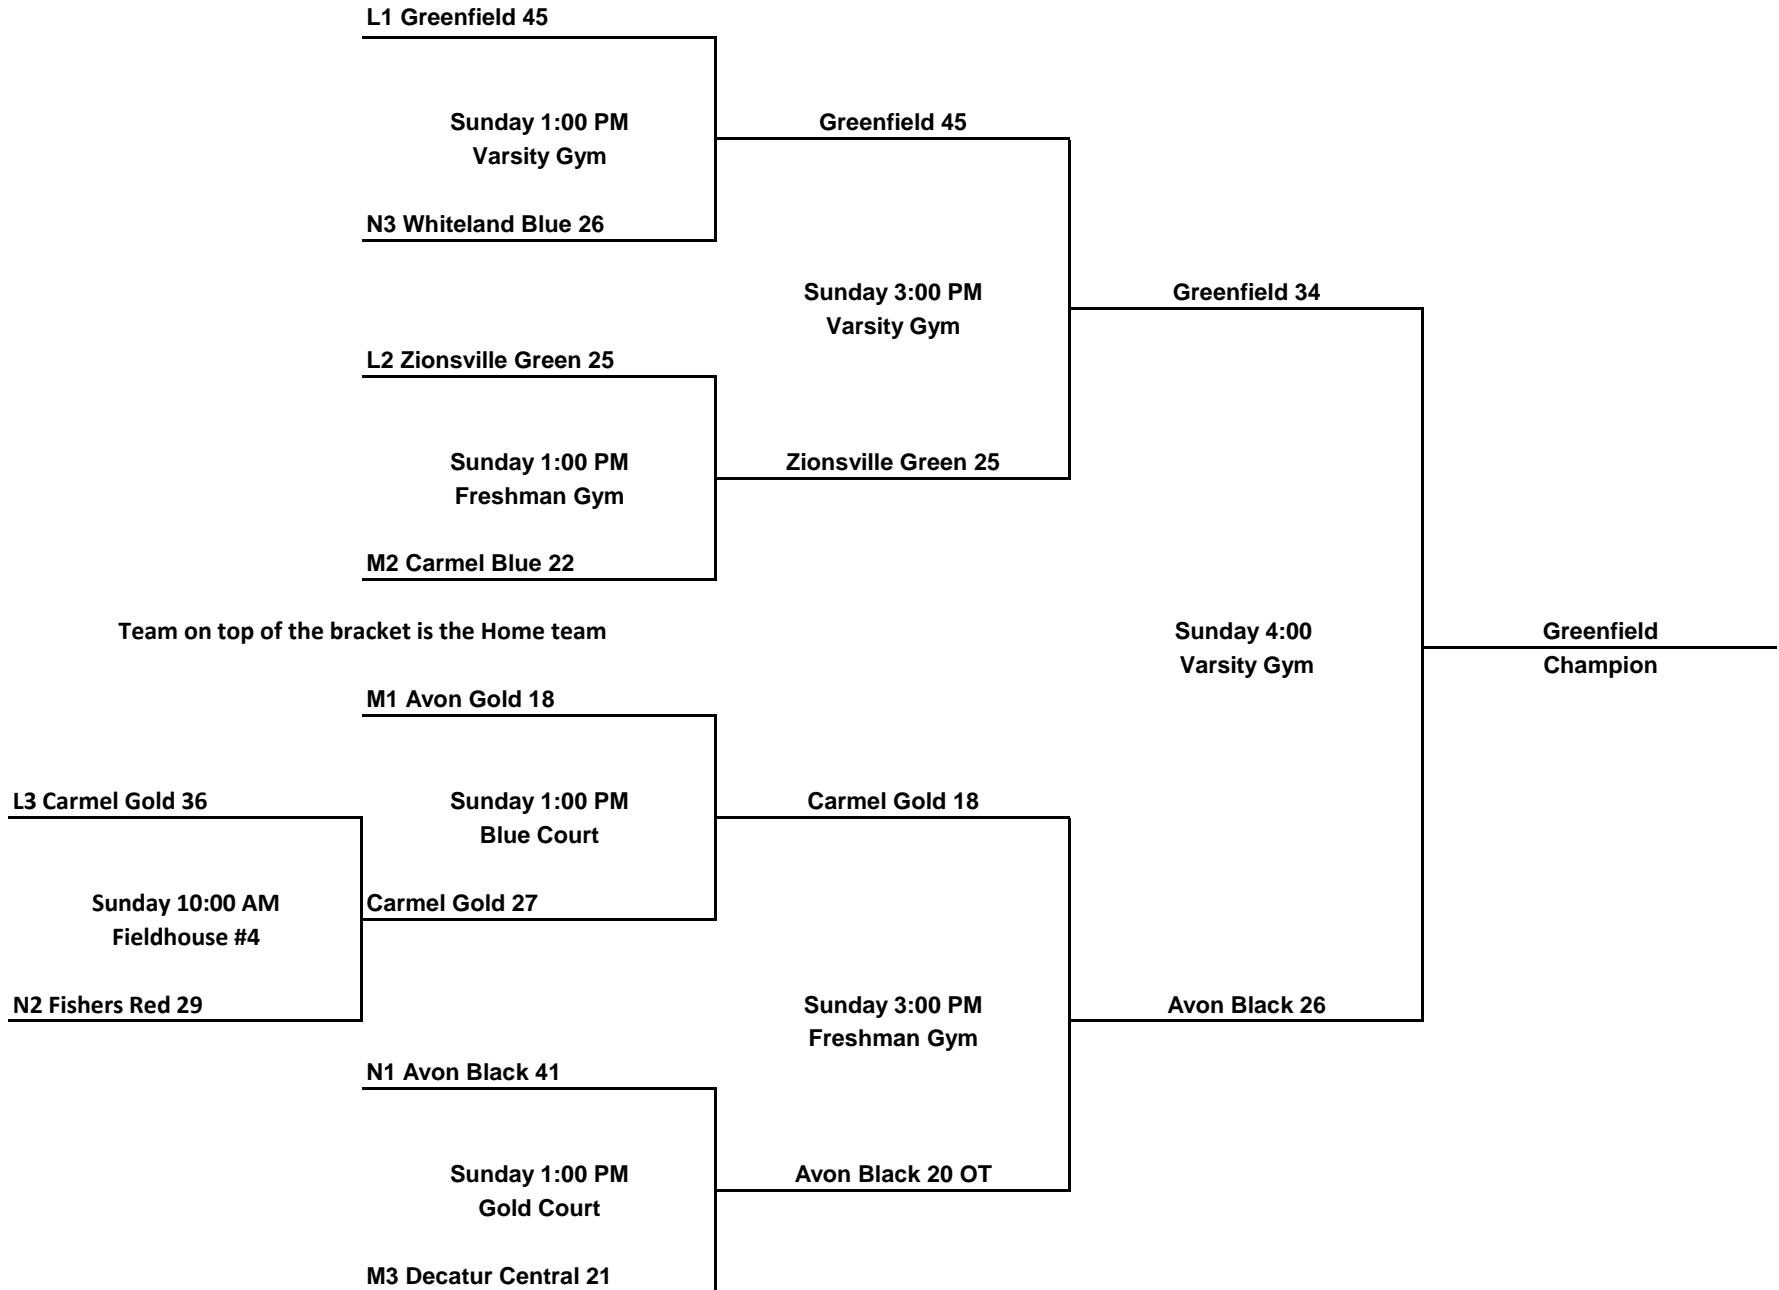 L1 Greenfield 45
Sunday 1:00 PM
Varsity Gym
Greenfield 45
N3 Whiteland Blue 26
Sunday 3:00 PM
Varsity Gym
Greenfield 34
L2 Zionsville Green 25
Sunday 1:00 PM
Freshman Gym
Zionsville Green 25
M2 Carmel Blue 22
Team on top of the bracket is the Home team
Sunday 4:00
Varsity Gym
Greenfield
Champion
M1 Avon Gold 18
L3 Carmel Gold 36
Sunday 1:00 PM
Blue Court
Carmel Gold 18
Sunday 10:00 AM
Fieldhouse #4
Carmel Gold 27
N2 Fishers Red 29
Sunday 3:00 PM
Freshman Gym
Avon Black 26
N1 Avon Black 41
Sunday 1:00 PM
Gold Court
Avon Black 20 OT
M3 Decatur Central 21